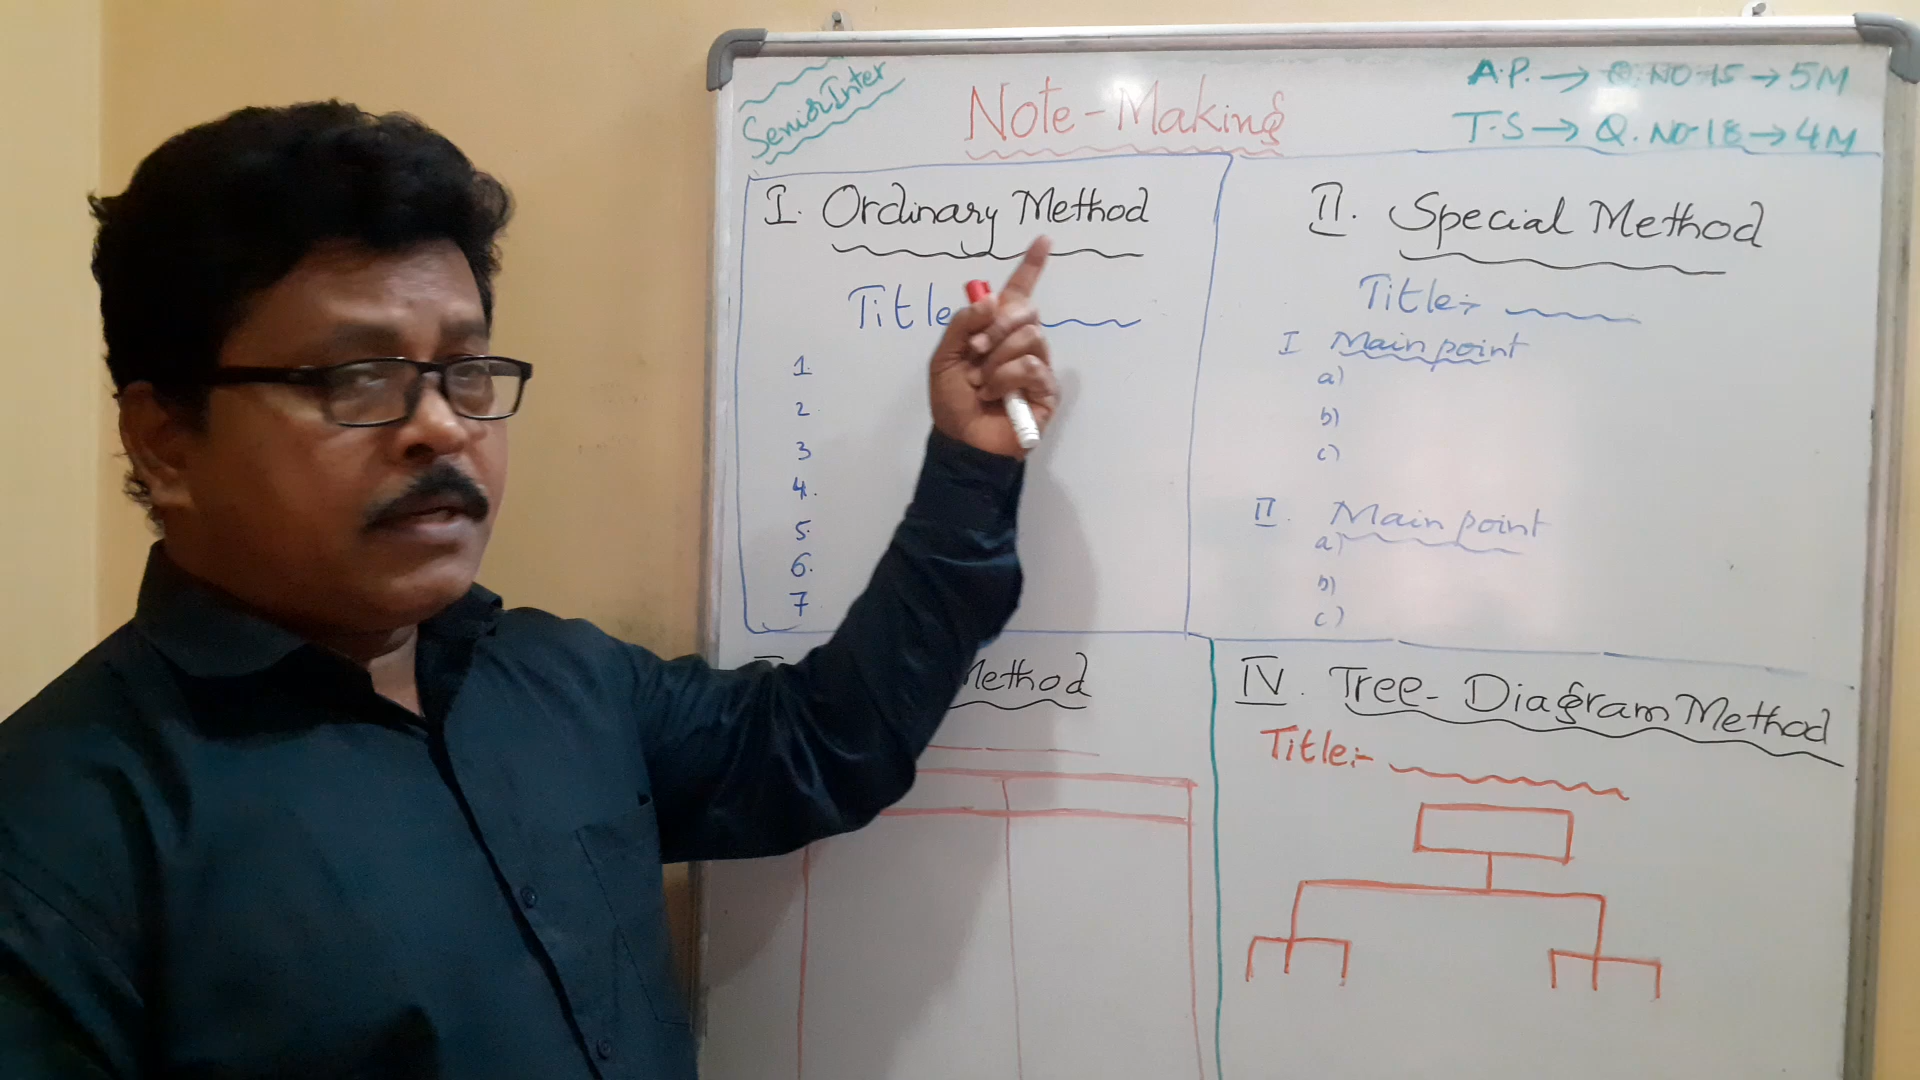 Senior Inter
Note-Making
A.P. → Q. NO-15 → 5M
T.S → Q. NO-18 → 4M
I. Ordinary Method
Title
1.
2.
3
4.
5.
6.
7
II. Special Method
Title:-
I Main point
a)
b)
c)
II. Main point
a)
b)
c)
Method
IV. Tree-Diagram Method
Title:-